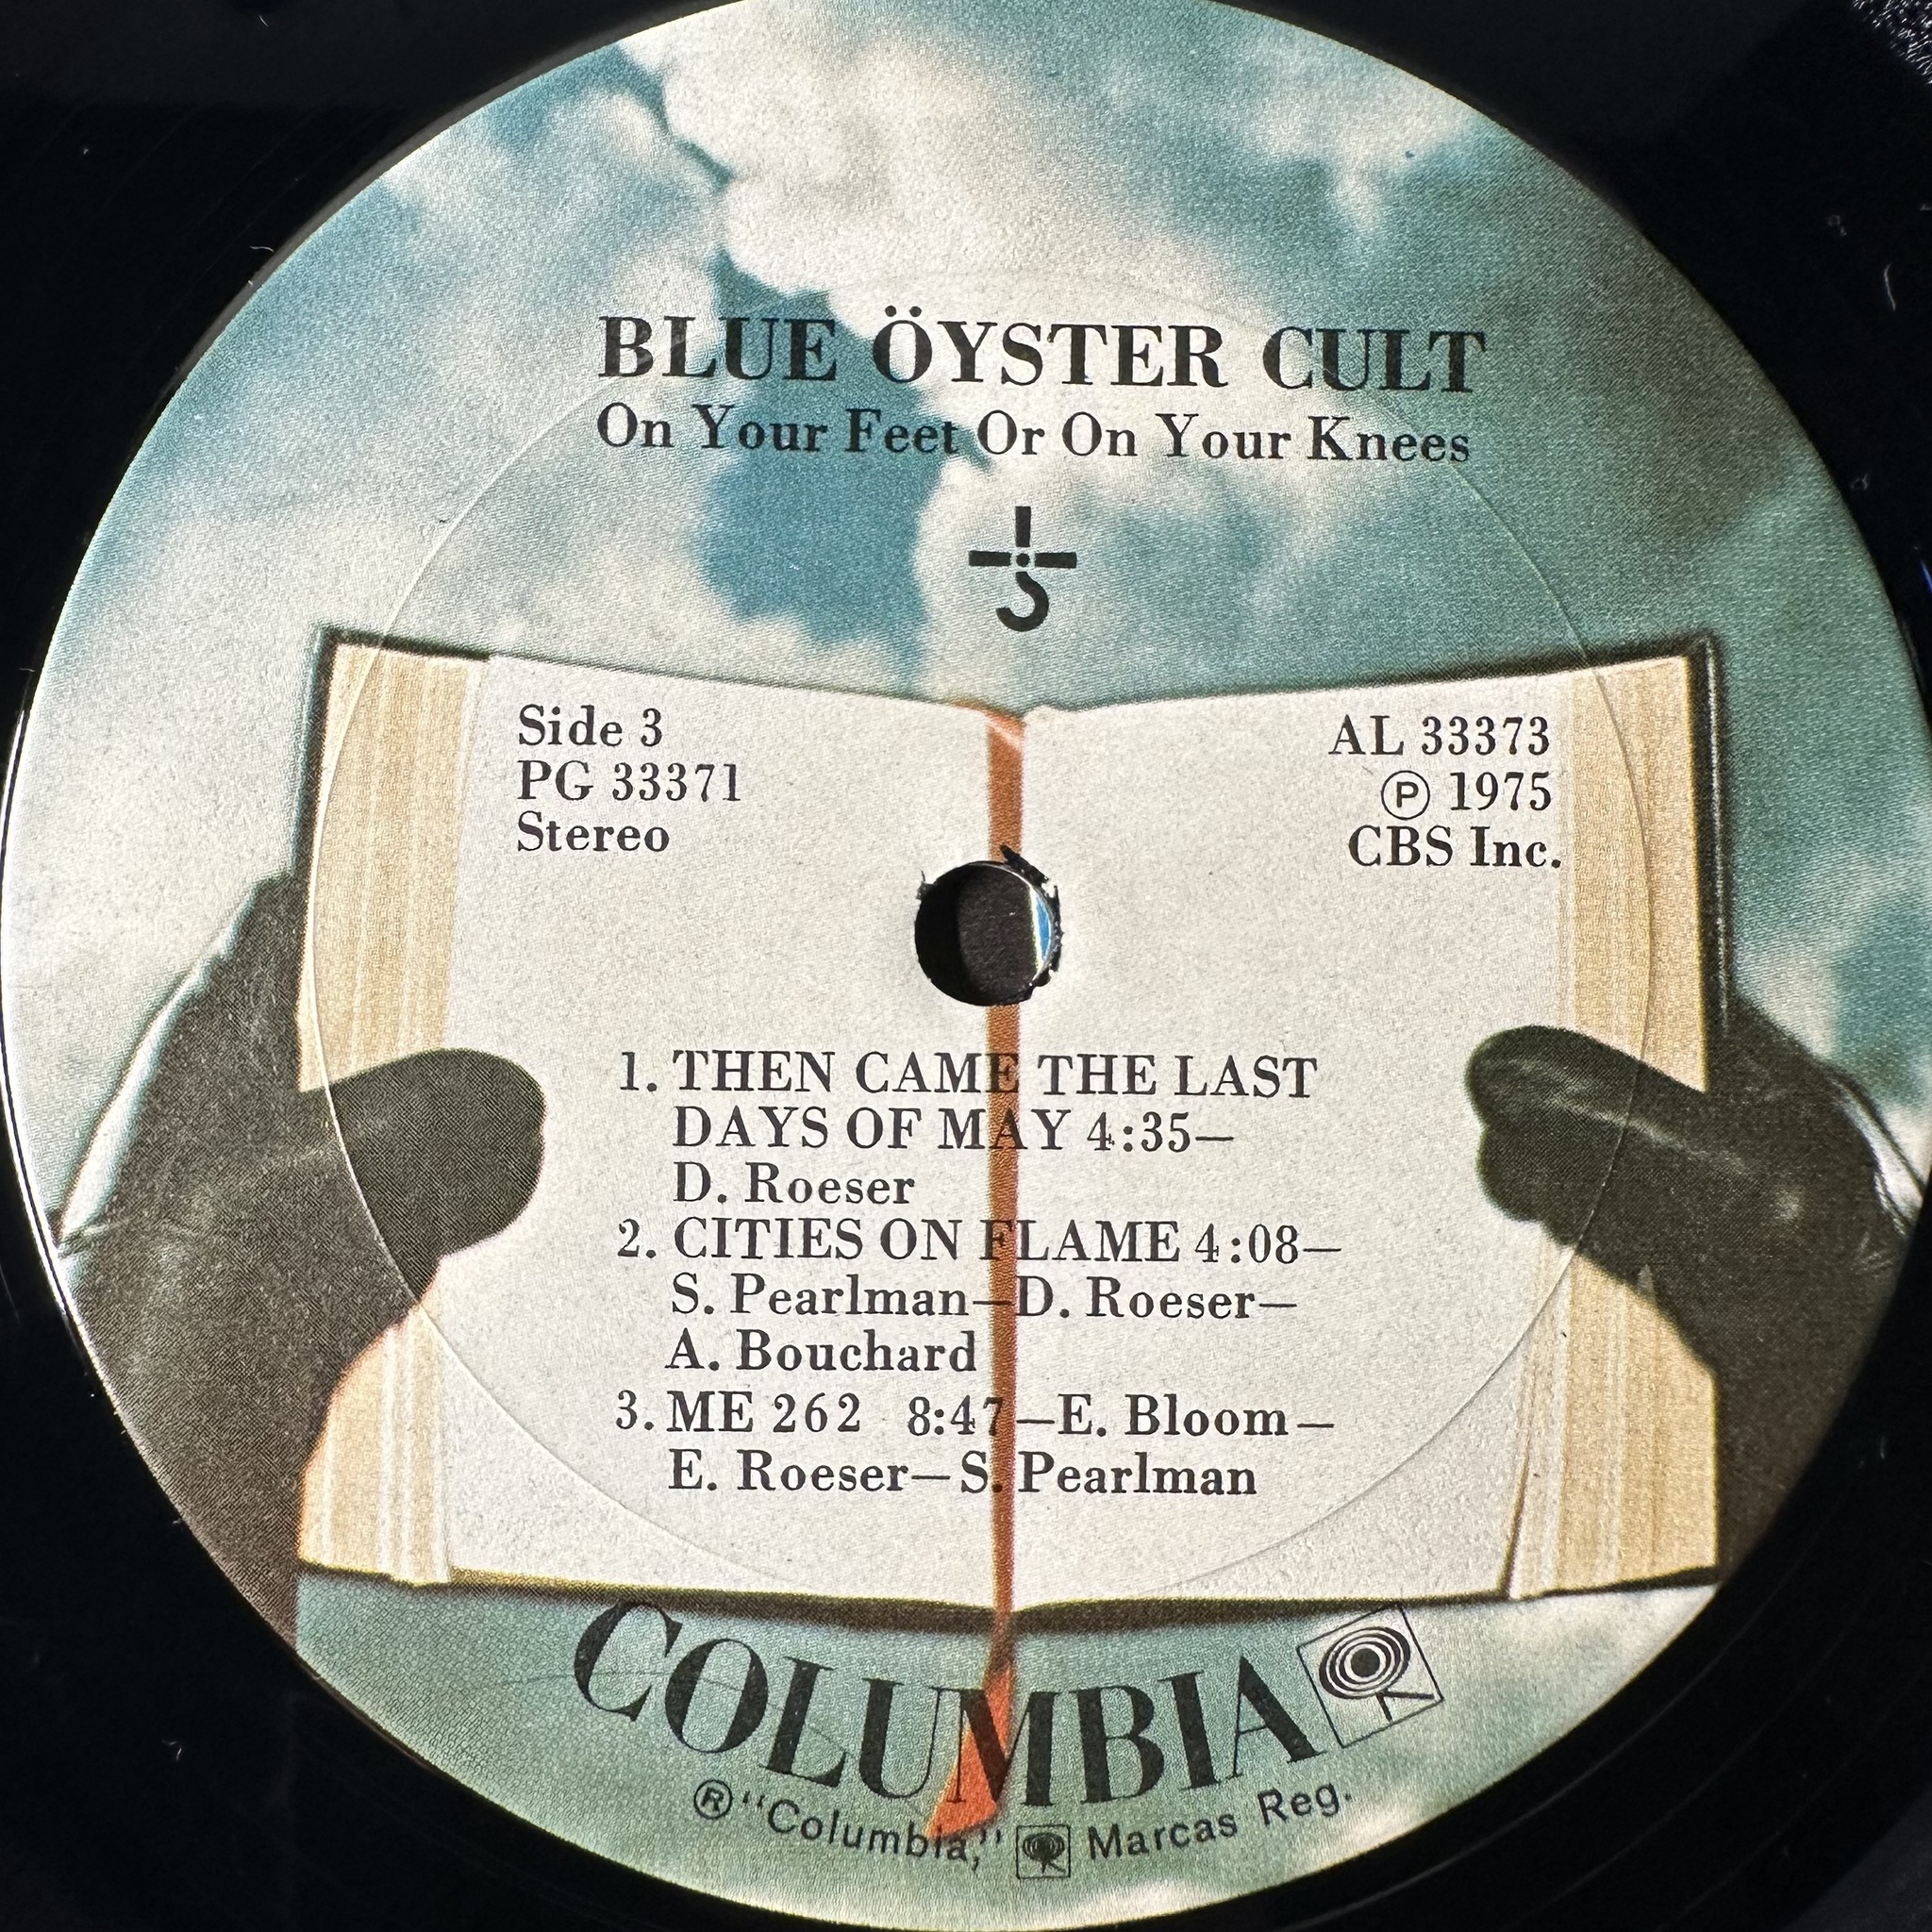 BLUE ÖYSTER CULT
On Your Feet Or On Your Knees
Side 3
PG 33371
Stereo
AL 33373
Ⓟ 1975
CBS Inc.
1. THEN CAME THE LAST
DAYS OF MAY 4:35—
D. Roeser
2. CITIES ON FLAME 4:08—
S. Pearlman—D. Roeser—
A. Bouchard
3. ME 262 8:47—E. Bloom—
E. Roeser—S. Pearlman
COLUMBIA
® "Columbia," Marcas Reg.